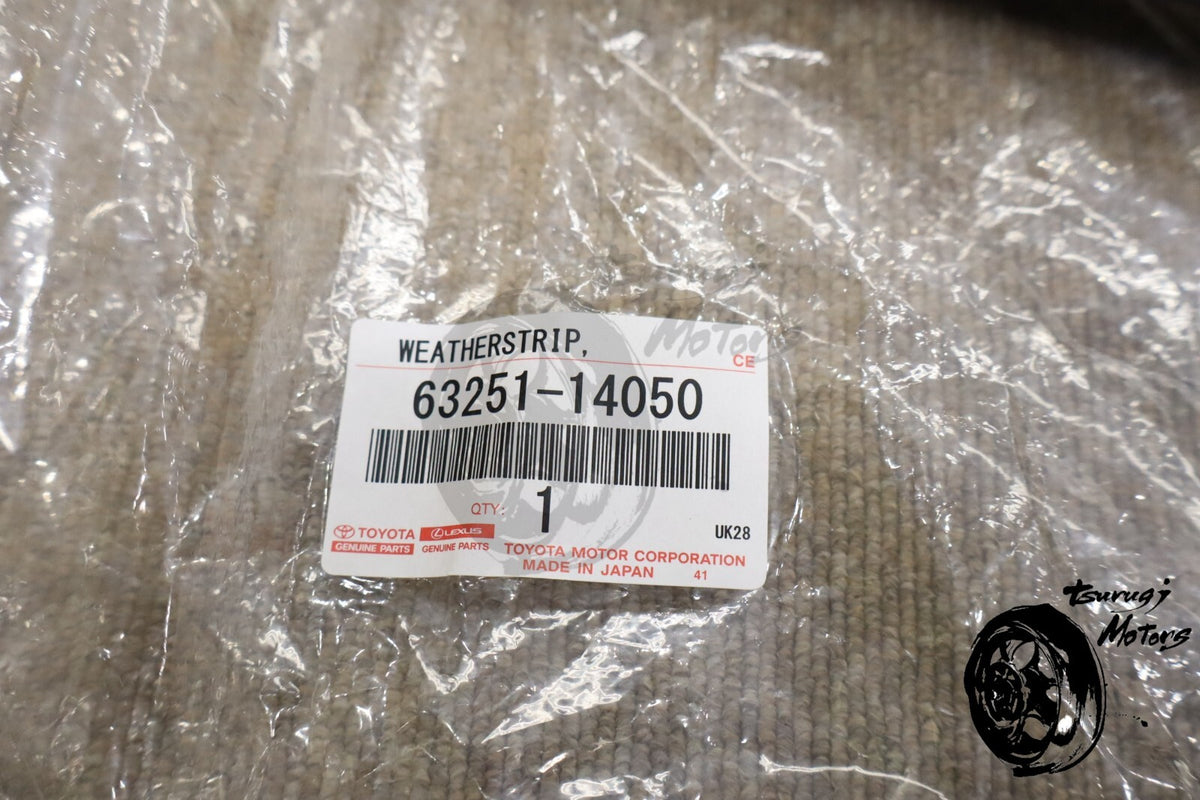 WEATHERSTRIP,
CE
63251-14050
QTY: 1
UK28
TOYOTA
GENUINE PARTS
LEXUS
GENUINE PARTS
TOYOTA MOTOR CORPORATION
MADE IN JAPAN 41
Motors
tsurugi
Motors